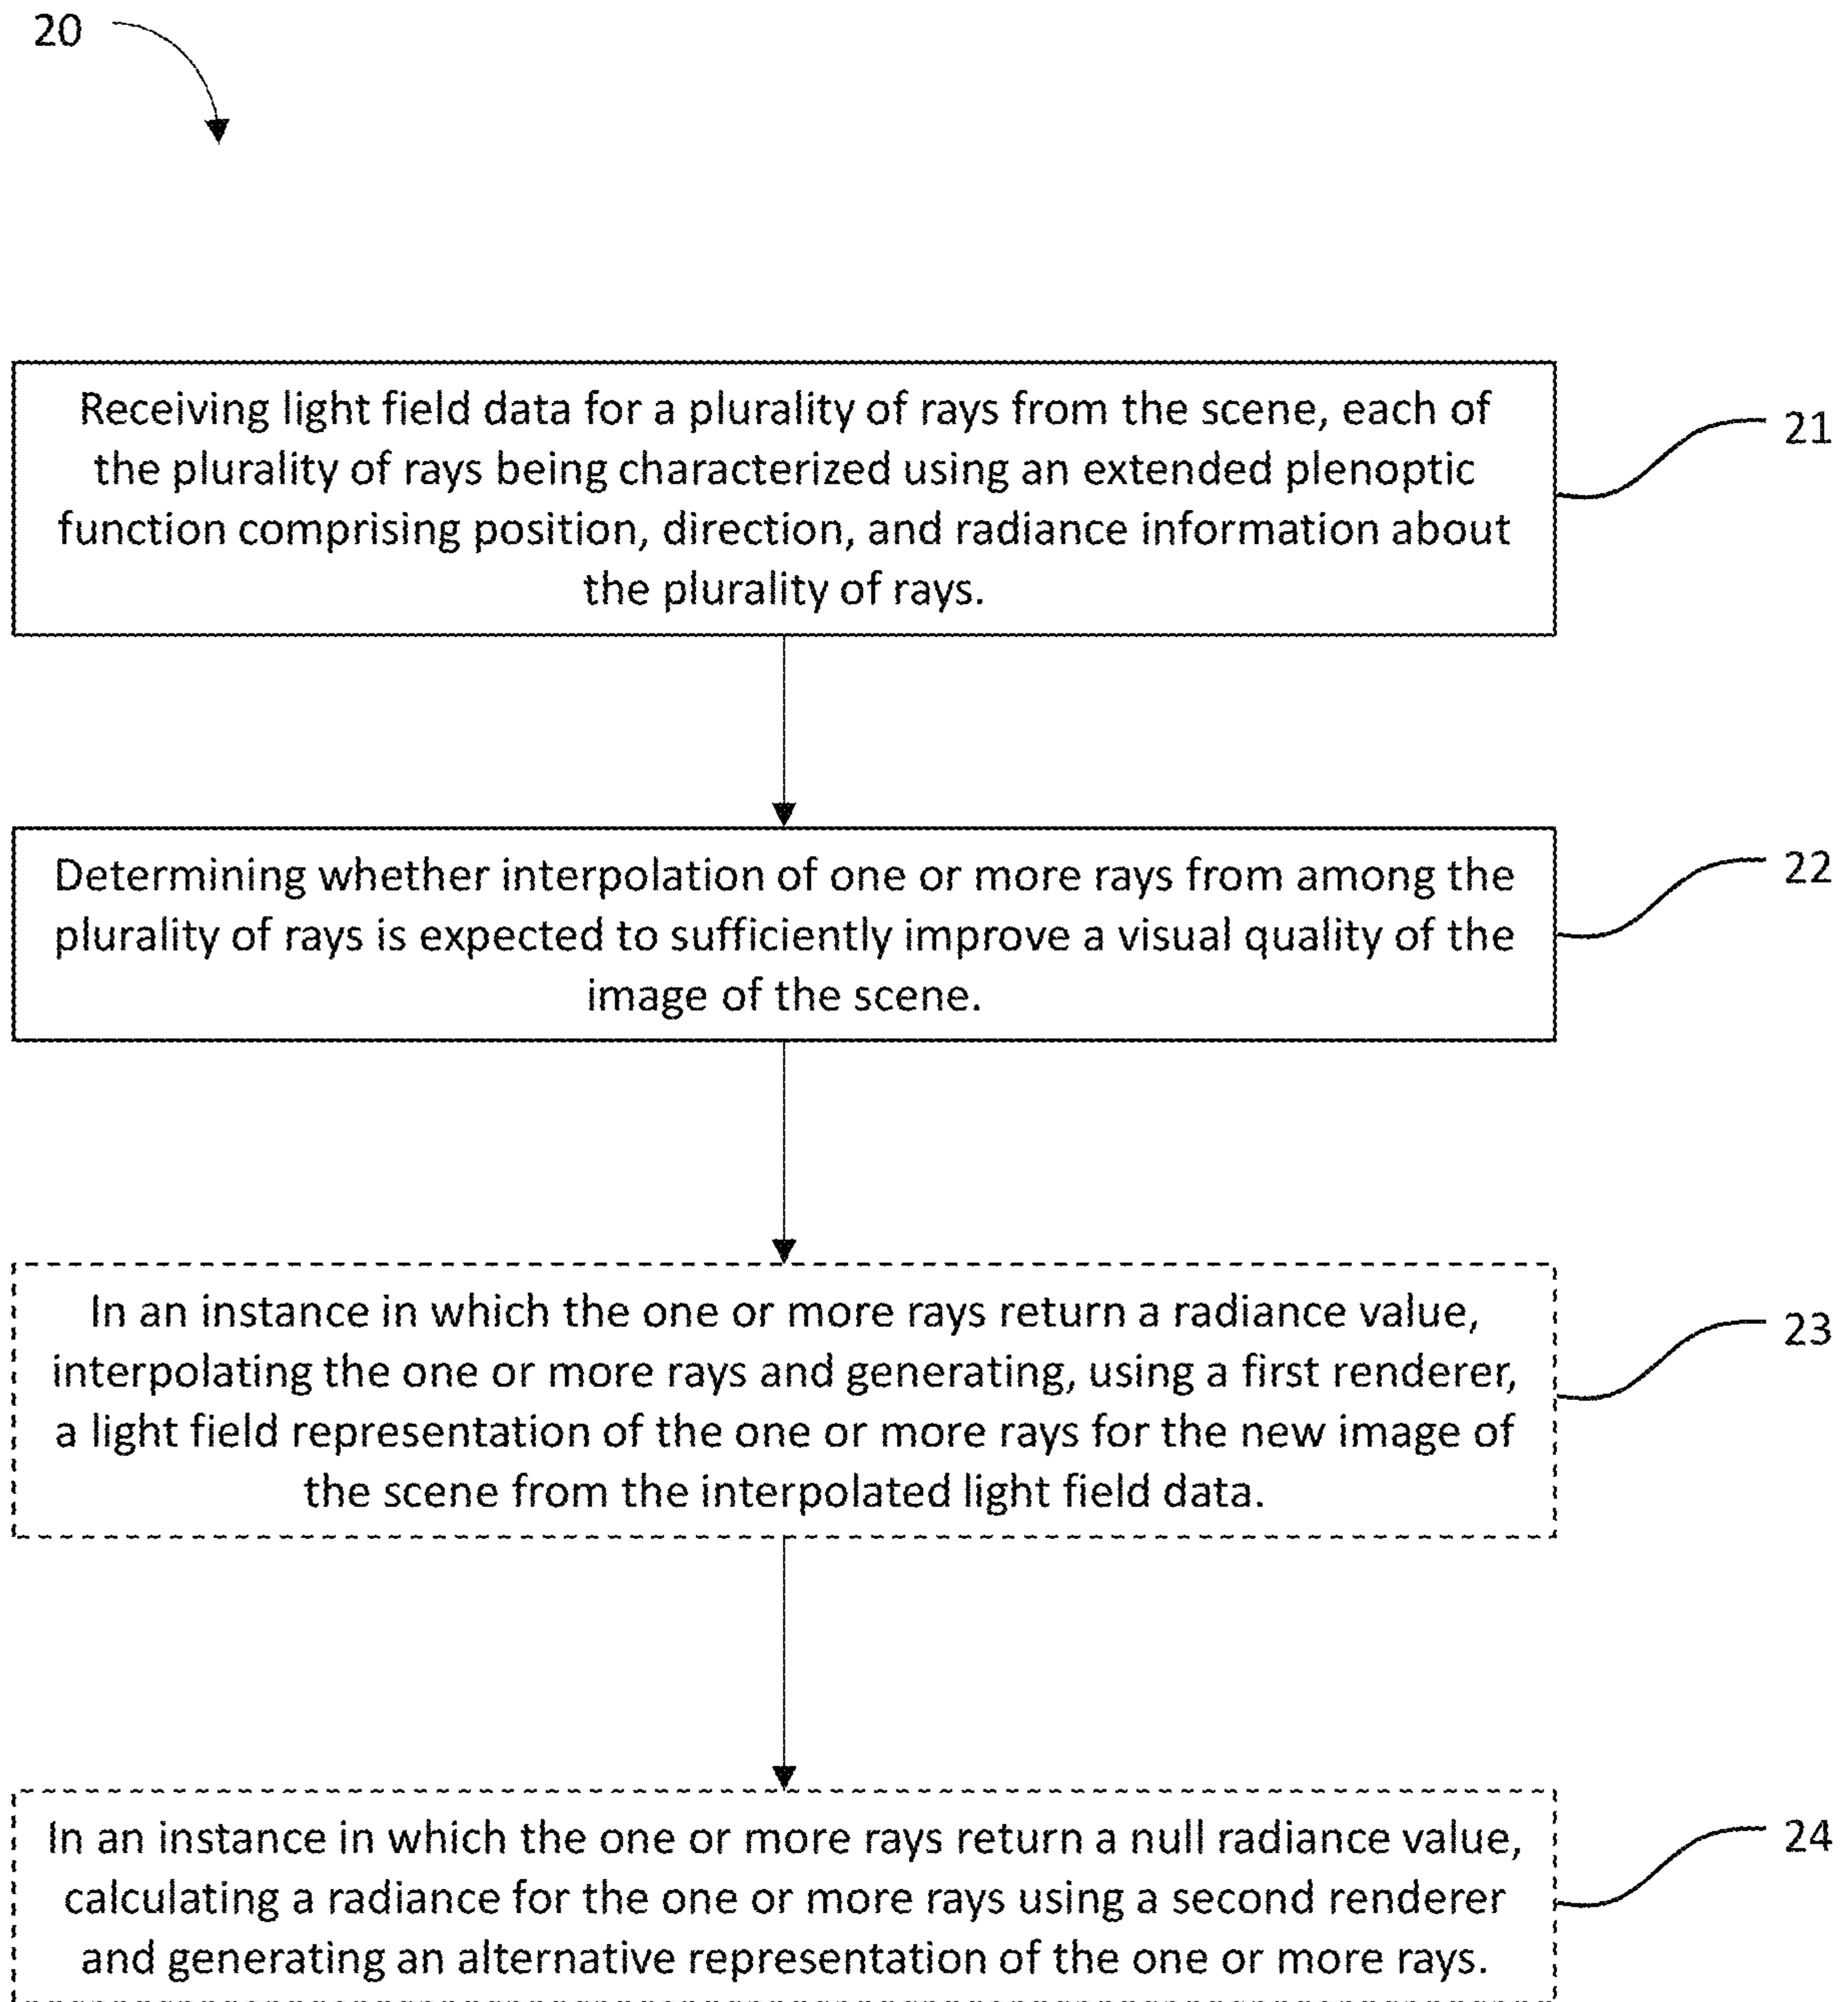 20
Receiving light field data for a plurality of rays from the scene, each of
the plurality of rays being characterized using an extended plenoptic
function comprising position, direction, and radiance information about
the plurality of rays.
21
Determining whether interpolation of one or more rays from among the
plurality of rays is expected to sufficiently improve a visual quality of the
image of the scene.
22
In an instance in which the one or more rays return a radiance value,
interpolating the one or more rays and generating, using a first renderer,
a light field representation of the one or more rays for the new image of
the scene from the interpolated light field data.
23
In an instance in which the one or more rays return a null radiance value,
calculating a radiance for the one or more rays using a second renderer
and generating an alternative representation of the one or more rays.
24